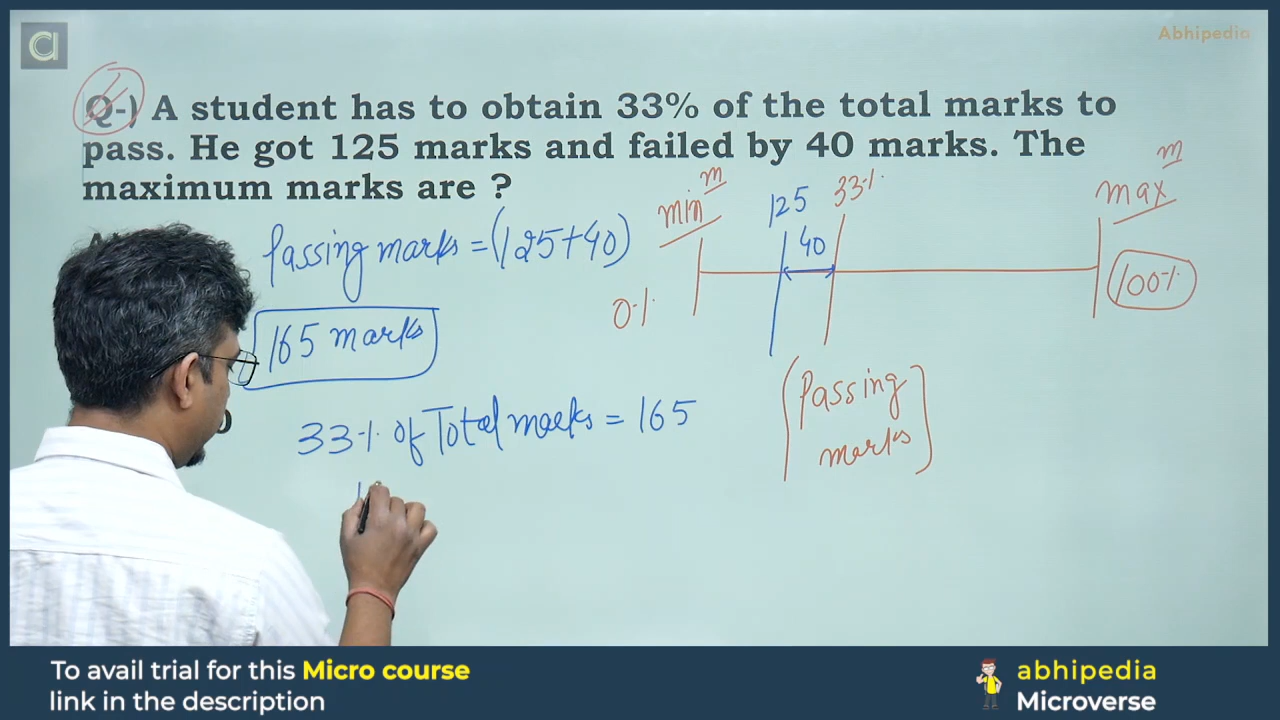 Abhipedia
Q-) A student has to obtain 33% of the total marks to
pass. He got 125 marks and failed by 40 marks. The
maximum marks are ?
Passing marks = (125+40)
165 marks
33% of Total marks = 165
min m
125
33%
max m
40
0%
100%
Passing
marks
To avail trial for this Micro course
link in the description
abhipedia
Microverse